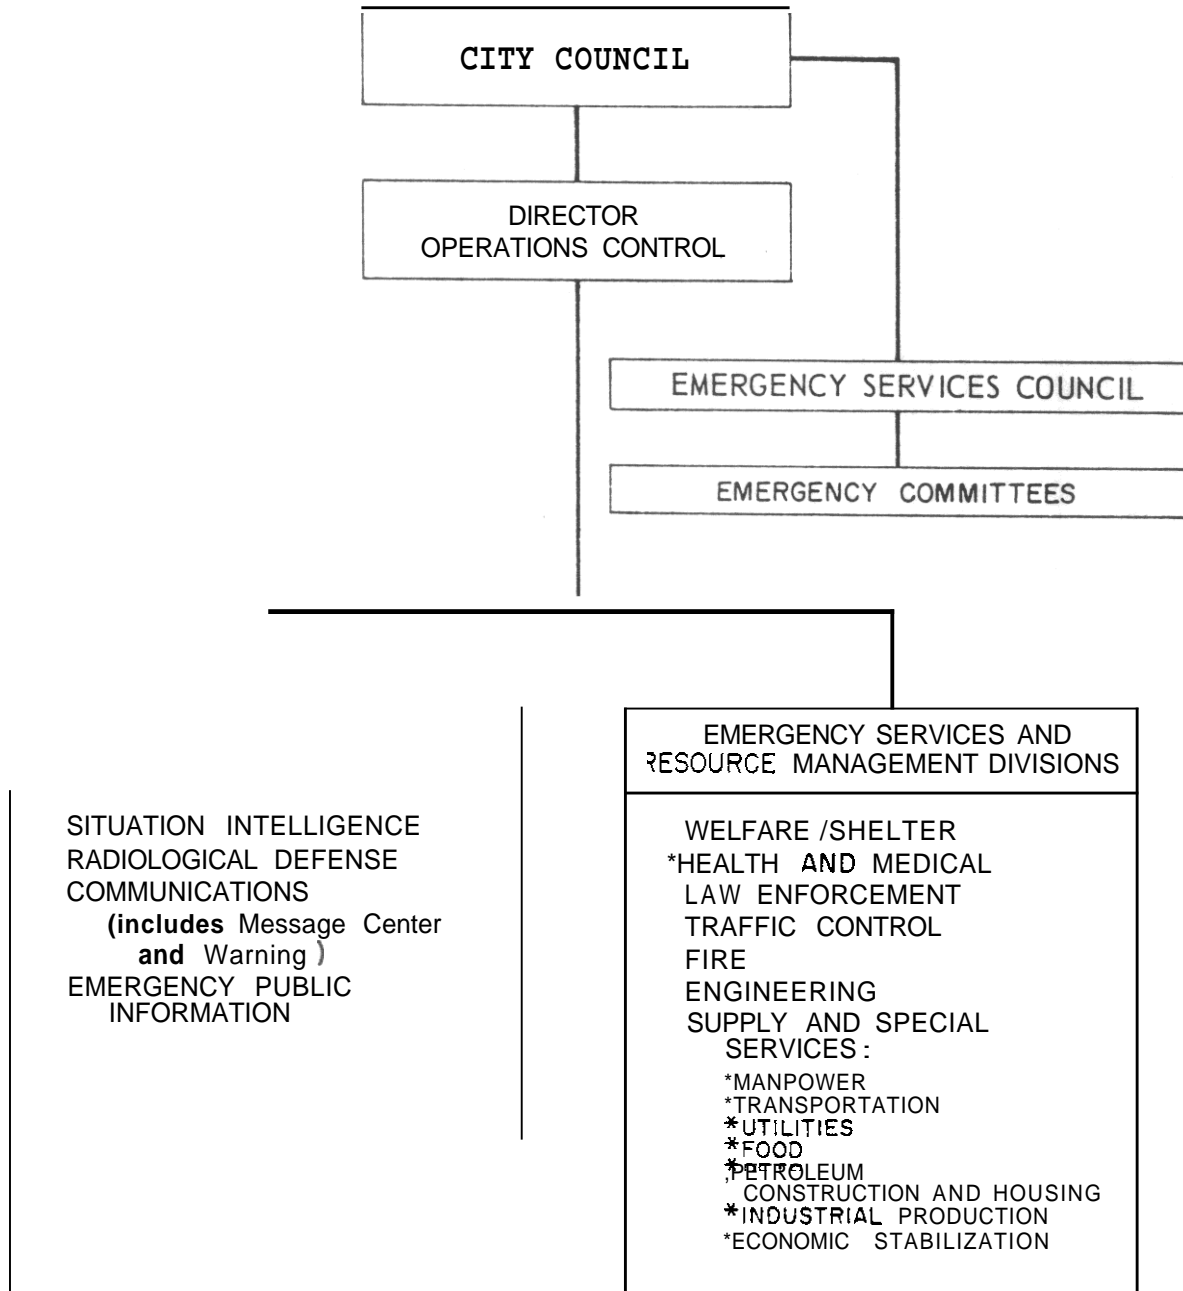 CITY COUNCIL
DIRECTOR
OPERATIONS CONTROL
EMERGENCY SERVICES COUNCIL
EMERGENCY COMMITTEES
SITUATION INTELLIGENCE
RADIOLOGICAL DEFENSE
COMMUNICATIONS
(includes Message Center
and Warning )
EMERGENCY PUBLIC
INFORMATION
EMERGENCY SERVICES AND
RESOURCE MANAGEMENT DIVISIONS
WELFARE /SHELTER
*HEALTH AND MEDICAL
LAW ENFORCEMENT
TRAFFIC CONTROL
FIRE
ENGINEERING
SUPPLY AND SPECIAL
SERVICES :
*MANPOWER
*TRANSPORTATION
*UTILITIES
*FOOD
*PETROLEUM
CONSTRUCTION AND HOUSING
*INDUSTRIAL PRODUCTION
*ECONOMIC STABILIZATION